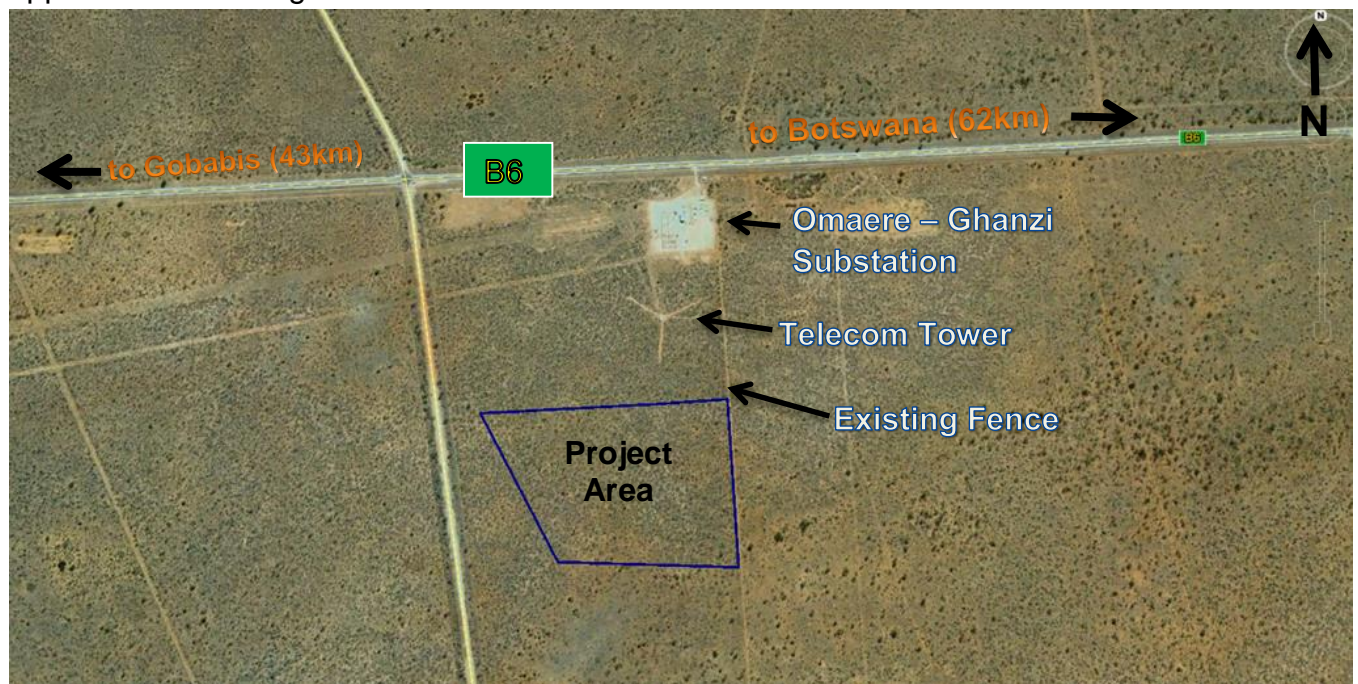 N
N
to Botswana (62km)
B6
to Gobabis (43km)
B6
Omaere – Ghanzi
Substation
Telecom Tower
Existing Fence
Project
Area